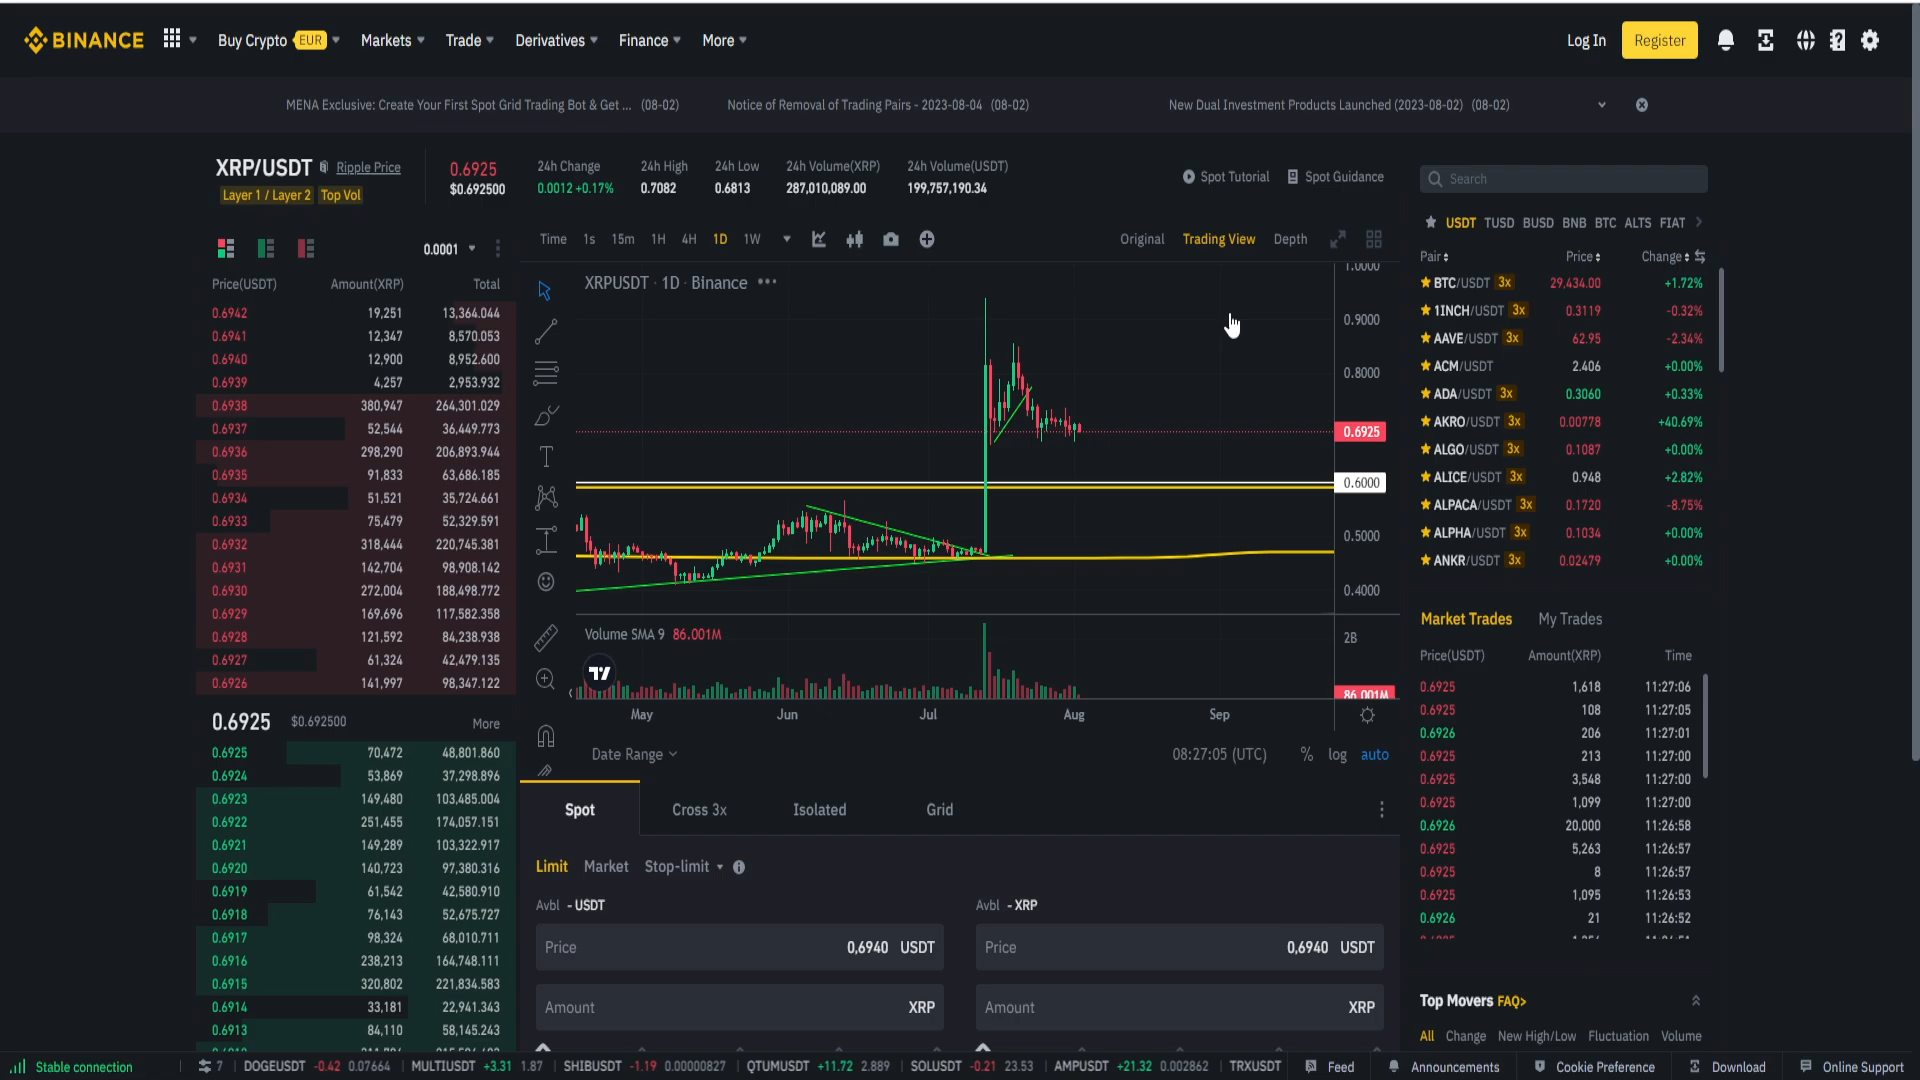 BINANCE Buy Crypto EUR Markets Trade Derivatives Finance More Log In Register
MENA Exclusive: Create Your First Spot Grid Trading Bot & Get ... (08-02) Notice of Removal of Trading Pairs - 2023-08-04 (08-02) New Dual Investment Products Launched (2023-08-02) (08-02)
XRP/USDT Ripple Price
Layer 1 / Layer 2 Top Vol
0.6925
$0.692500
24h Change
0.0012 +0.17%
24h High
0.7082
24h Low
0.6813
24h Volume(XRP)
287,010,089.00
24h Volume(USDT)
199,757,190.34
Spot Tutorial Spot Guidance
0.0001
Price(USDT) Amount(XRP) Total
0.6942 19,251 13,364.044
0.6941 12,347 8,570.053
0.6940 12,900 8,952.600
0.6939 4,257 2,953.932
0.6938 380,947 264,301.029
0.6937 52,544 36,449.773
0.6936 298,290 206,893.944
0.6935 91,833 63,686.185
0.6934 51,521 35,724.661
0.6933 75,479 52,329.591
0.6932 318,444 220,745.381
0.6931 142,704 98,908.142
0.6930 272,004 188,498.772
0.6929 169,696 117,582.358
0.6928 121,592 84,238.938
0.6927 61,324 42,479.135
0.6926 141,997 98,347.122
0.6925 $0.692500 More
0.6925 70,472 48,801.860
0.6924 53,869 37,298.896
0.6923 149,480 103,485.004
0.6922 251,455 174,057.151
0.6921 149,289 103,322.917
0.6920 140,723 97,380.316
0.6919 61,542 42,580.910
0.6918 76,143 52,675.727
0.6917 98,324 68,010.711
0.6916 238,213 164,748.111
0.6915 320,802 221,834.583
0.6914 33,181 22,941.343
0.6913 84,110 58,145.243
Time 1s 15m 1H 4H 1D 1W Original Trading View Depth
XRPUSDT · 1D · Binance
1.0000
0.9000
0.8000
0.6925
0.6000
0.5000
0.4000
Volume SMA 9 86.001M
2B
86.001M
May Jun Jul Aug Sep
Date Range 08:27:05 (UTC) % log auto
Spot Cross 3x Isolated Grid
Limit Market Stop-limit
Avbl - USDT
Price 0,6940 USDT
Amount XRP
Avbl - XRP
Price 0,6940 USDT
Amount XRP
Search
USDT TUSD BUSD BNB BTC ALTS FIAT
Pair Price Change
BTC/USDT 3x 29,434.00 +1.72%
1INCH/USDT 3x 0.3119 -0.32%
AAVE/USDT 3x 62.95 -2.34%
ACM/USDT 2.406 +0.00%
ADA/USDT 3x 0.3060 +0.33%
AKRO/USDT 3x 0.00778 +40.69%
ALGO/USDT 3x 0.1087 +0.00%
ALICE/USDT 3x 0.948 +2.82%
ALPACA/USDT 3x 0.1720 -8.75%
ALPHA/USDT 3x 0.1034 +0.00%
ANKR/USDT 3x 0.02479 +0.00%
Market Trades My Trades
Price(USDT) Amount(XRP) Time
0.6925 1,618 11:27:06
0.6925 108 11:27:05
0.6926 206 11:27:01
0.6925 213 11:27:00
0.6925 3,548 11:27:00
0.6925 1,099 11:27:00
0.6926 20,000 11:26:58
0.6925 5,263 11:26:57
0.6925 8 11:26:57
0.6925 1,095 11:26:53
0.6926 21 11:26:52
Top Movers FAQ>
All Change New High/Low Fluctuation Volume
Stable connection 7 DOGEUSDT -0.42 0.07664 MULTIUSDT +3.31 1.87 SHIBUSDT -1.19 0.00000827 QTUMUSDT +11.72 2.889 SOLUSDT -0.21 23.53 AMPUSDT +21.32 0.002862 TRXUSDT Feed Announcements Cookie Preference Download Online Support